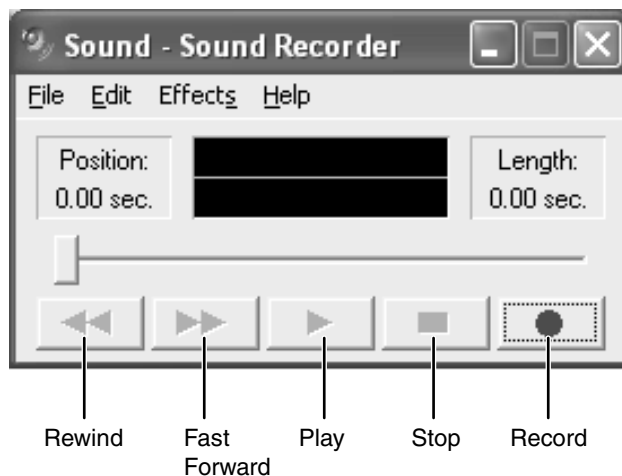 Sound - Sound Recorder
File Edit Effects Help
Position:
0.00 sec.
Length:
0.00 sec.
Rewind
Fast
Forward
Play
Stop
Record